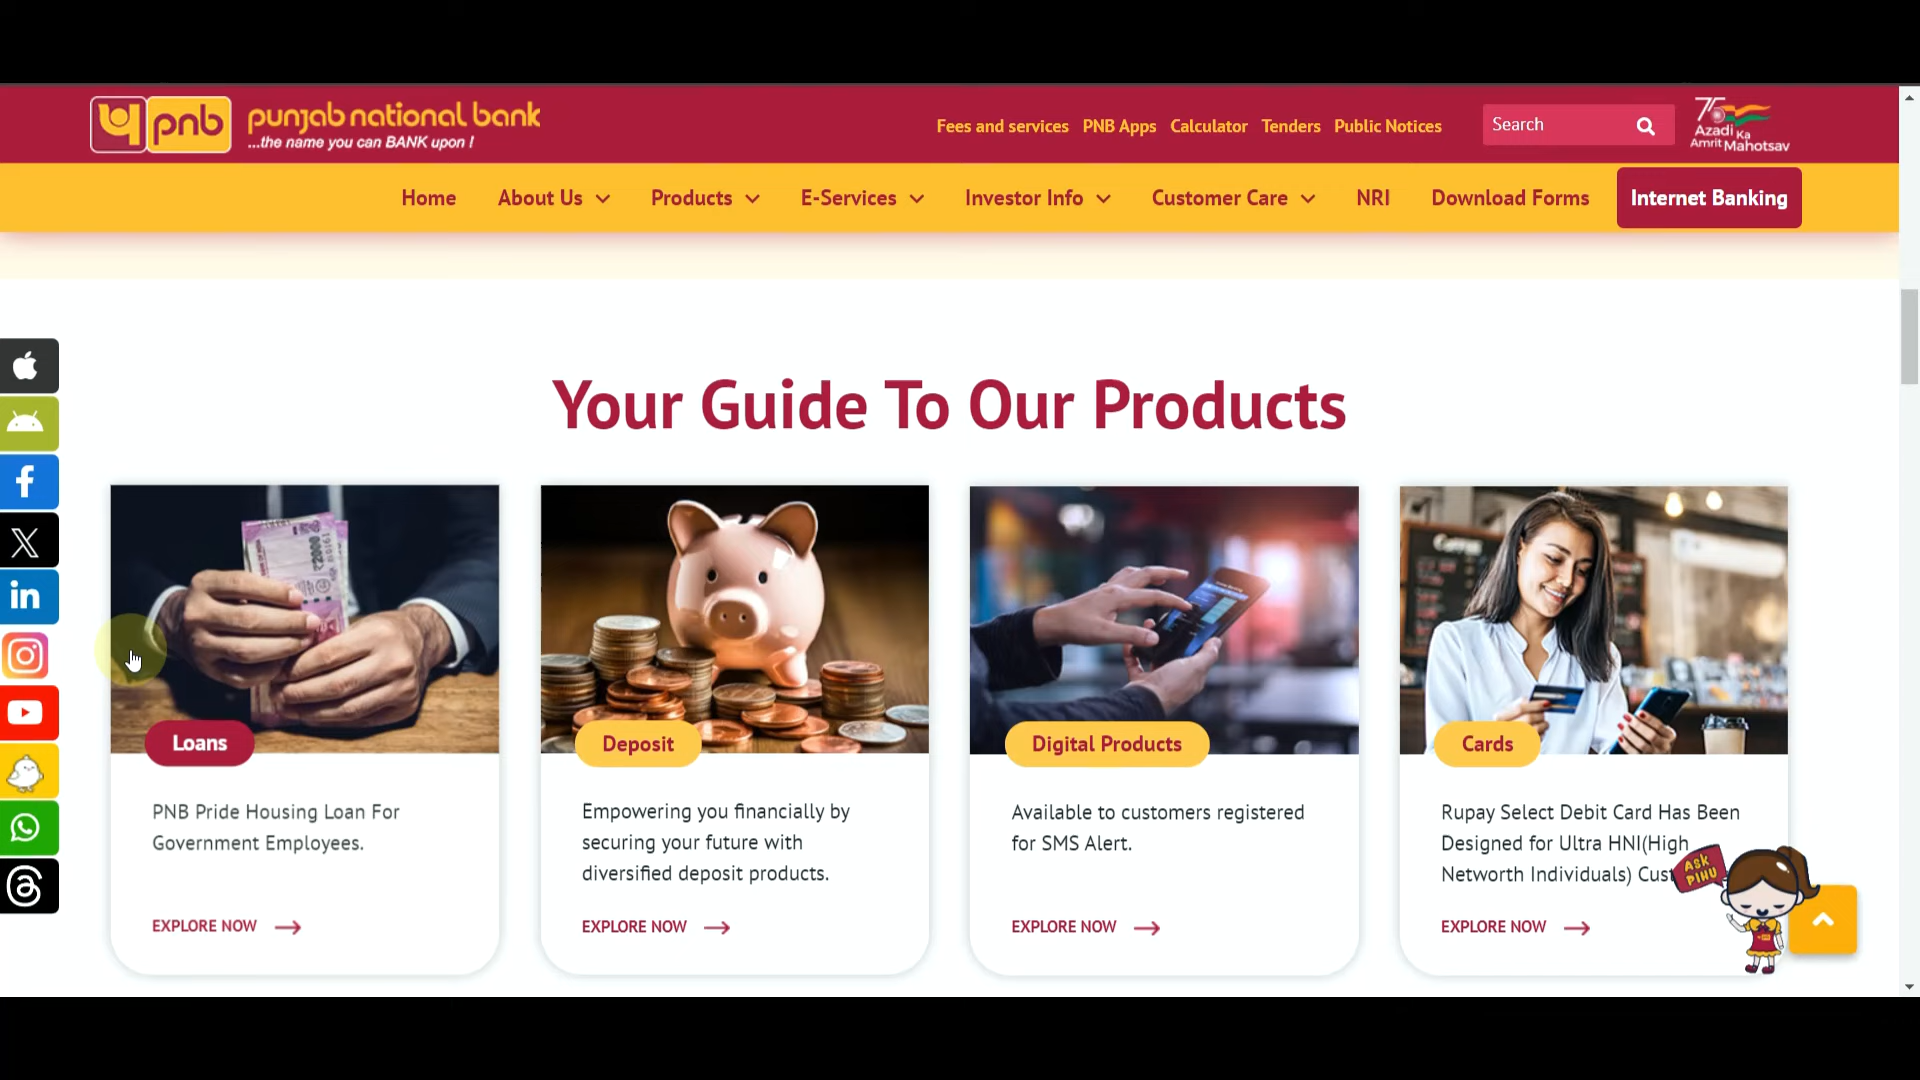 पी pnb punjab national bank
...the name you can BANK upon !
Fees and services PNB Apps Calculator Tenders Public Notices
Search
75
Azadi Ka
Amrit Mahotsav
Home About Us Products E-Services Investor Info Customer Care NRI Download Forms Internet Banking
Your Guide To Our Products
₹2000
Loans
PNB Pride Housing Loan For
Government Employees.
EXPLORE NOW
Deposit
Empowering you financially by
securing your future with
diversified deposit products.
EXPLORE NOW
Digital Products
Available to customers registered
for SMS Alert.
EXPLORE NOW
Cards
Rupay Select Debit Card Has Been
Designed for Ultra HNI(High
Networth Individuals) Cust
EXPLORE NOW
ASK
PIHU